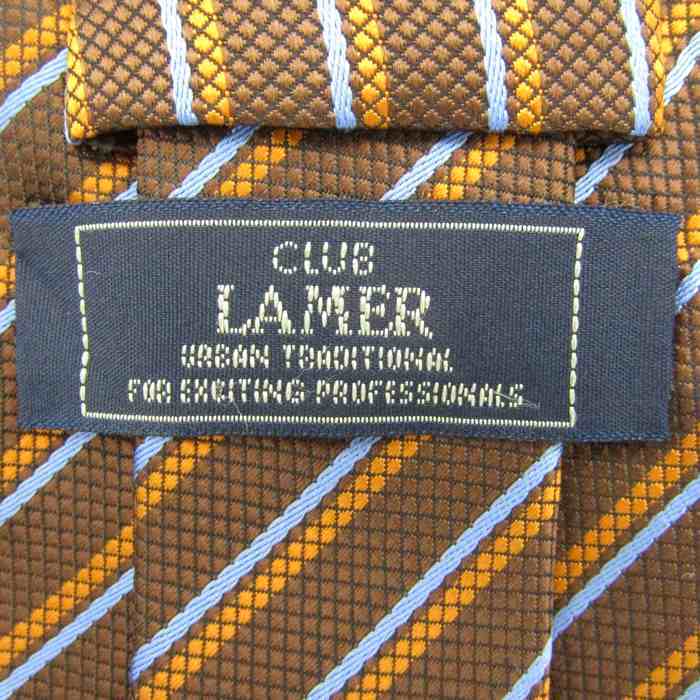 CLUB
LAMER
URBAN TRADITIONAL
FOR EXCITING PROFESSIONALS